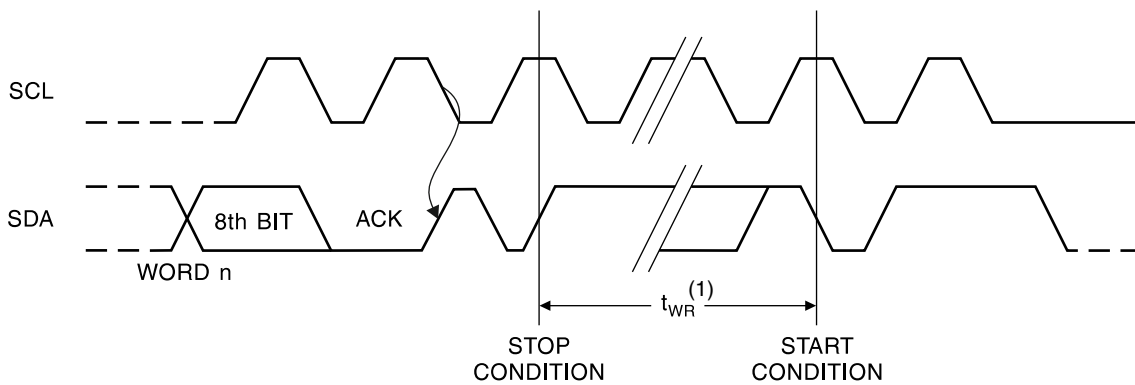 SCL
SDA
8th BIT
ACK
WORD n
tWR(1)
STOP
CONDITION
START
CONDITION